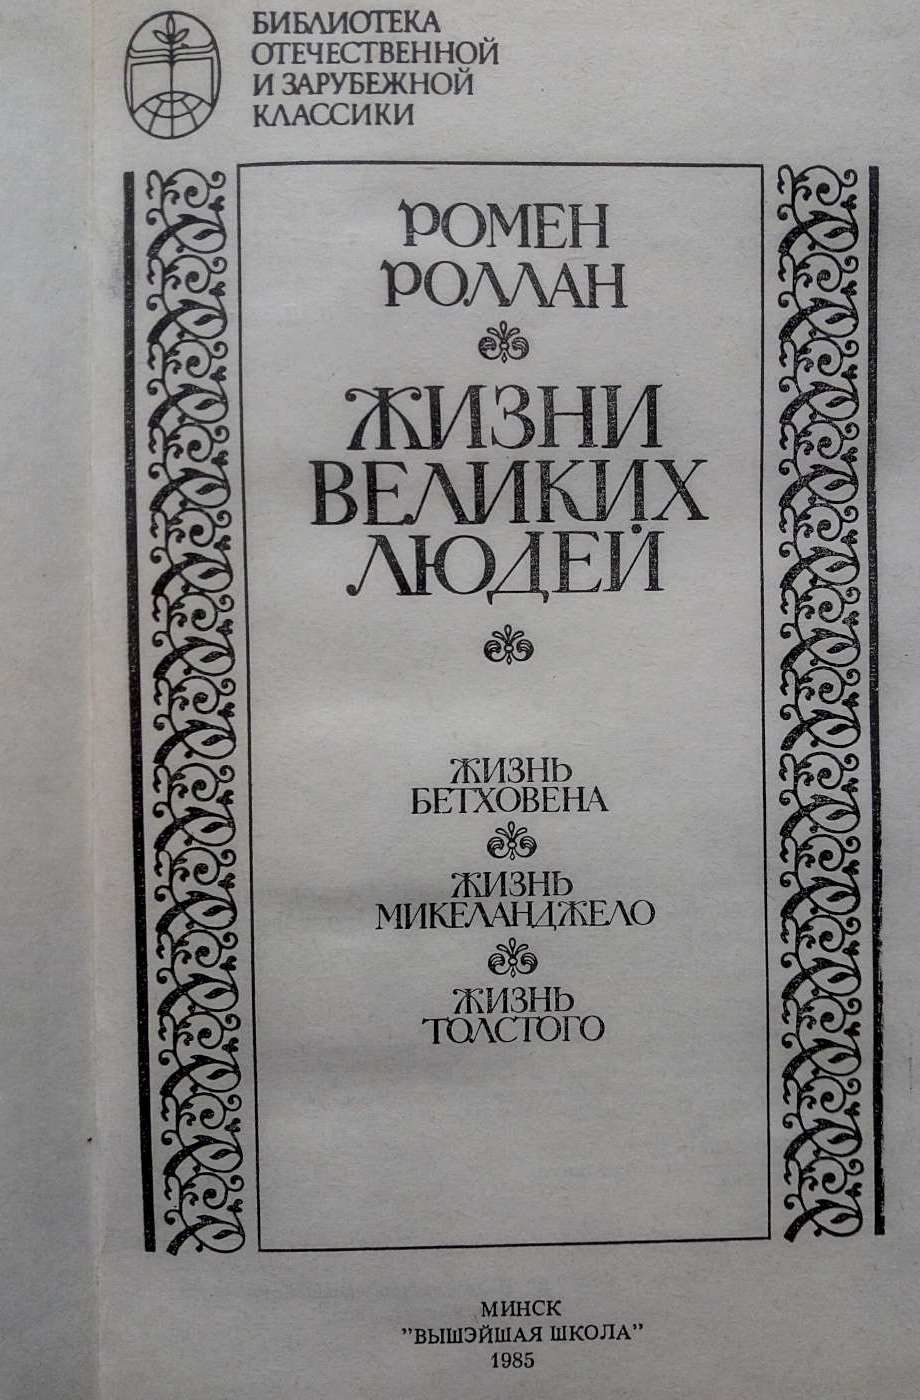 БИБЛИОТЕКА
ОТЕЧЕСТВЕННОЙ
И ЗАРУБЕЖНОЙ
КЛАССИКИ
РОМЕН
РОЛЛАН
ЖИЗНИ
ВЕЛИКИХ
ЛЮДЕЙ
ЖИЗНЬ
БЕТХОВЕНА
ЖИЗНЬ
МИКЕЛАНДЖЕЛО
ЖИЗНЬ
ТОЛСТОГО
МИНСК
"ВЫШЭЙШАЯ ШКОЛА"
1985